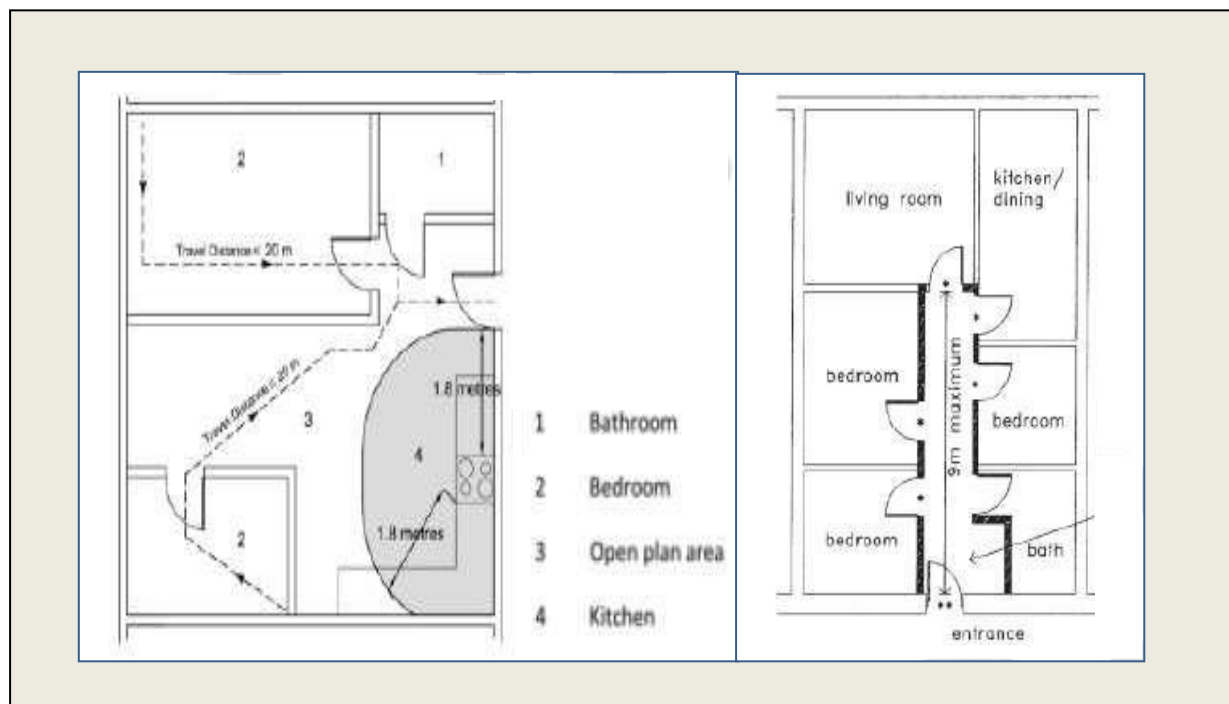 2
1
Travel Distance < 20 m
Travel Distance < 20 m
1.8 metres
3
4
1.8 metres
2
1 Bathroom
2 Bedroom
3 Open plan area
4 Kitchen
living room
kitchen/
dining
bedroom
9m maximum
bedroom
bedroom
bath
entrance